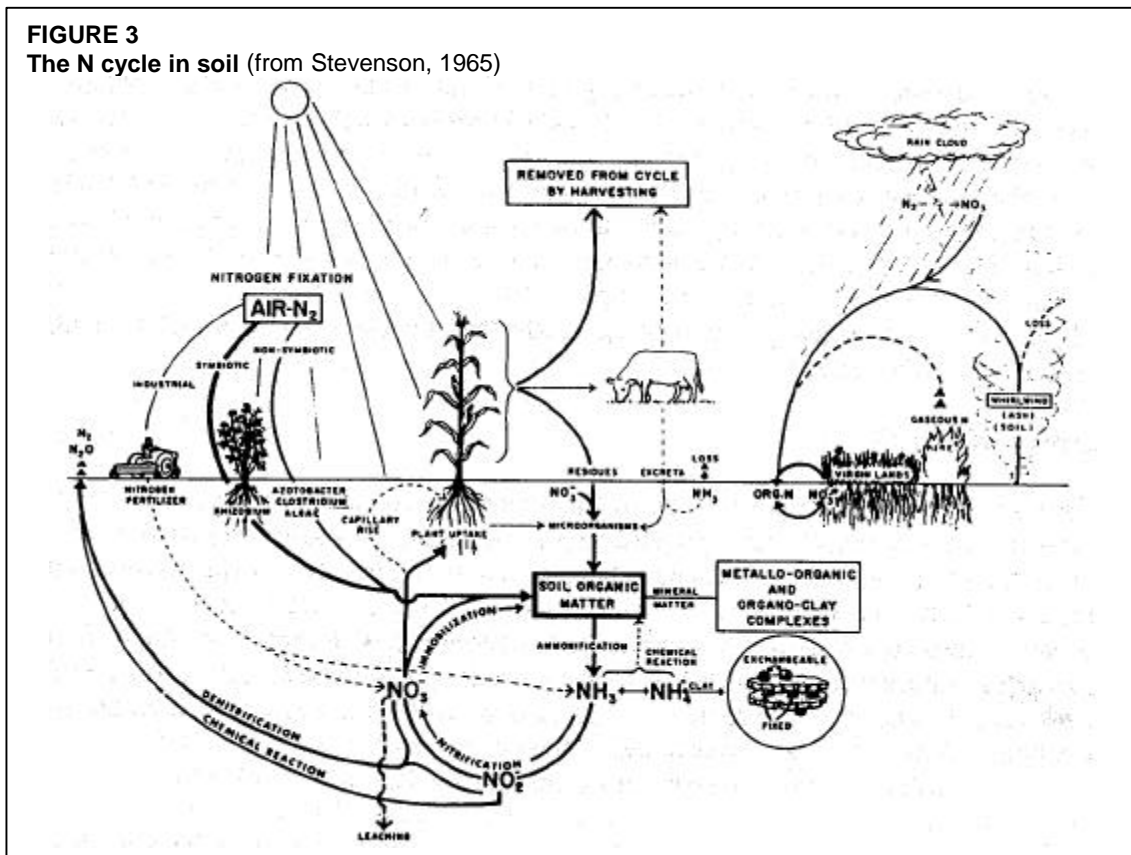 FIGURE 3
The N cycle in soil (from Stevenson, 1965)
RAIN CLOUD
REMOVED FROM CYCLE
BY HARVESTING
N₂ → NO₃
NITROGEN FIXATION
AIR-N₂
NON-SYMBIOTIC
SYMBIOTIC
INDUSTRIAL
LOSS
WHIRLWIND
(ASH)
(SOIL)
GASEOUS N
FIRE
N₂
N₂O
NITROGEN
FERTILIZER
RHIZOBIUM
AZOTOBACTER
CLOSTRIDIUM
ALGAE
CAPILLARY
RISE
PLANT UPTAKE
RESIDUES
EXCRETA
LOSS
NO₃⁻
NH₃
MICROORGANISMS
ORG.N
VIRGIN LANDS
SOIL ORGANIC
MATTER
MINERAL
MATTER
METALLO-ORGANIC
AND
ORGANO-CLAY
COMPLEXES
IMMOBILIZATION
AMMONIFICATION
CHEMICAL
REACTION
NO₃⁻
NH₃
NH₄⁺
CLAY
EXCHANGEABLE
FIXED
DENITRIFICATION
CHEMICAL REACTION
NITRIFICATION
NO₂⁻
LEACHING